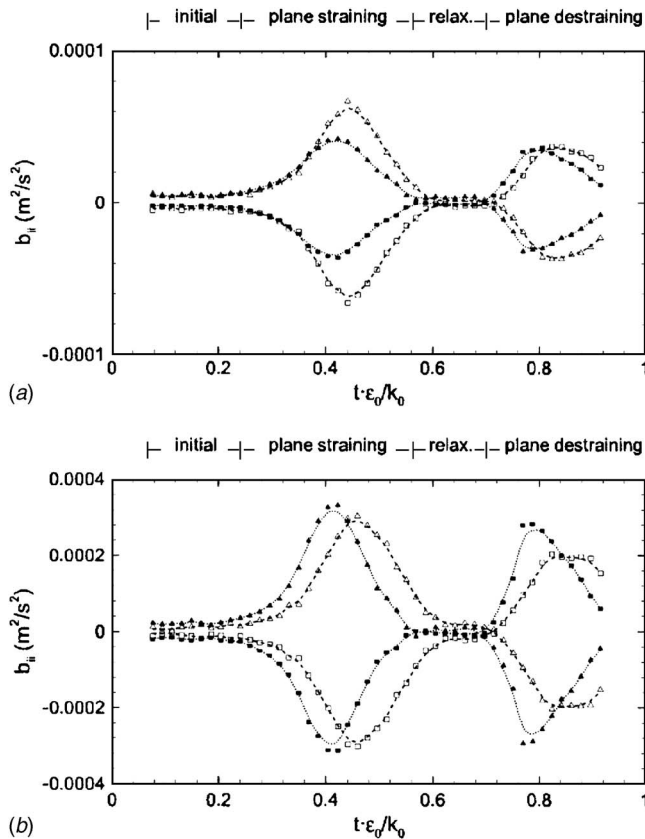 initial plane straining relax. plane destraining
0.0001
0
-0.0001
b_ii (m²/s²)
0 0.2 0.4 0.6 0.8 1
t·ε₀/k₀
(a)
initial plane straining relax. plane destraining
0.0004
0.0002
0
-0.0002
-0.0004
b_ii (m²/s²)
0 0.2 0.4 0.6 0.8 1
t·ε₀/k₀
(b)